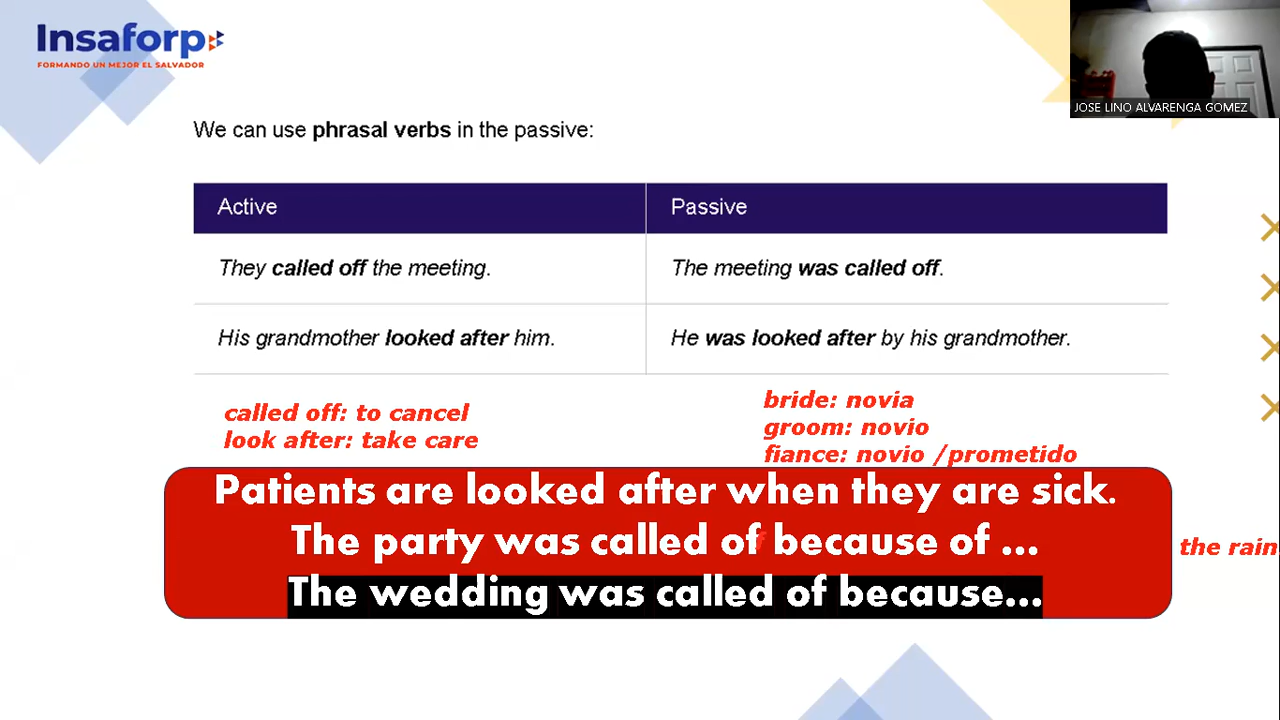 Insaforp
FORMANDO UN MEJOR EL SALVADOR
JOSE LINO ALVARENGA GOMEZ
We can use phrasal verbs in the passive:
Active Passive
They called off the meeting. The meeting was called off.
His grandmother looked after him. He was looked after by his grandmother.
called off: to cancel
look after: take care
bride: novia
groom: novio
fiance: novio /prometido
Patients are looked after when they are sick.
The party was called of because of ...
the rain
The wedding was called of because...